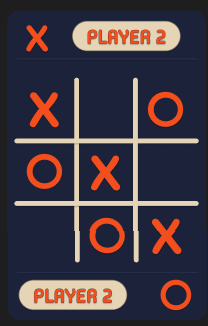 X PLAYER 2
X O
O X
O X
PLAYER 2 O